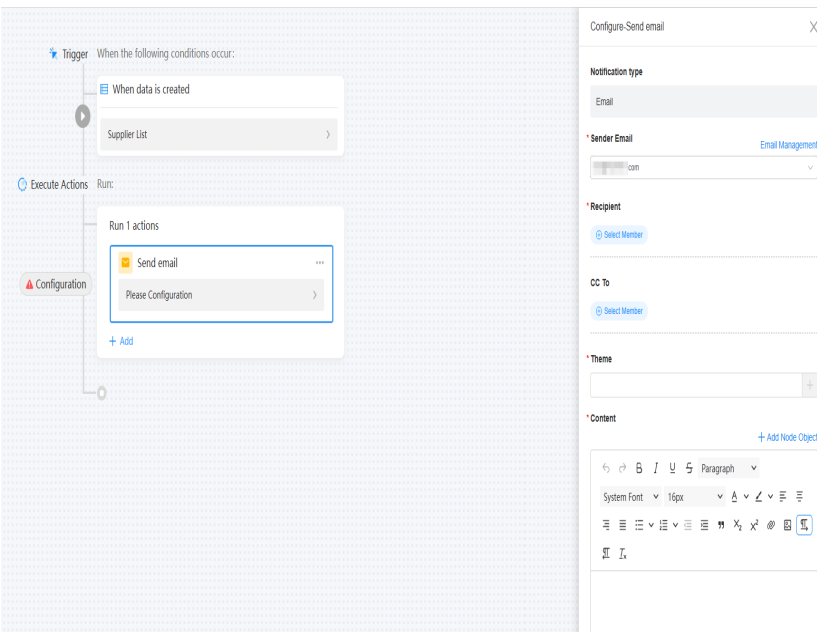 Trigger When the following conditions occur:
When data is created
Supplier List
Execute Actions Run:
Run 1 actions
Send email
Please Configuration
Configuration
+ Add
Configure-Send email
Notification type
Email
* Sender Email
Email Management
com
* Recipient
Select Member
CC To
Select Member
* Theme
* Content
+ Add Node Object
B I U S Paragraph
System Font 16px A
X₂ X²